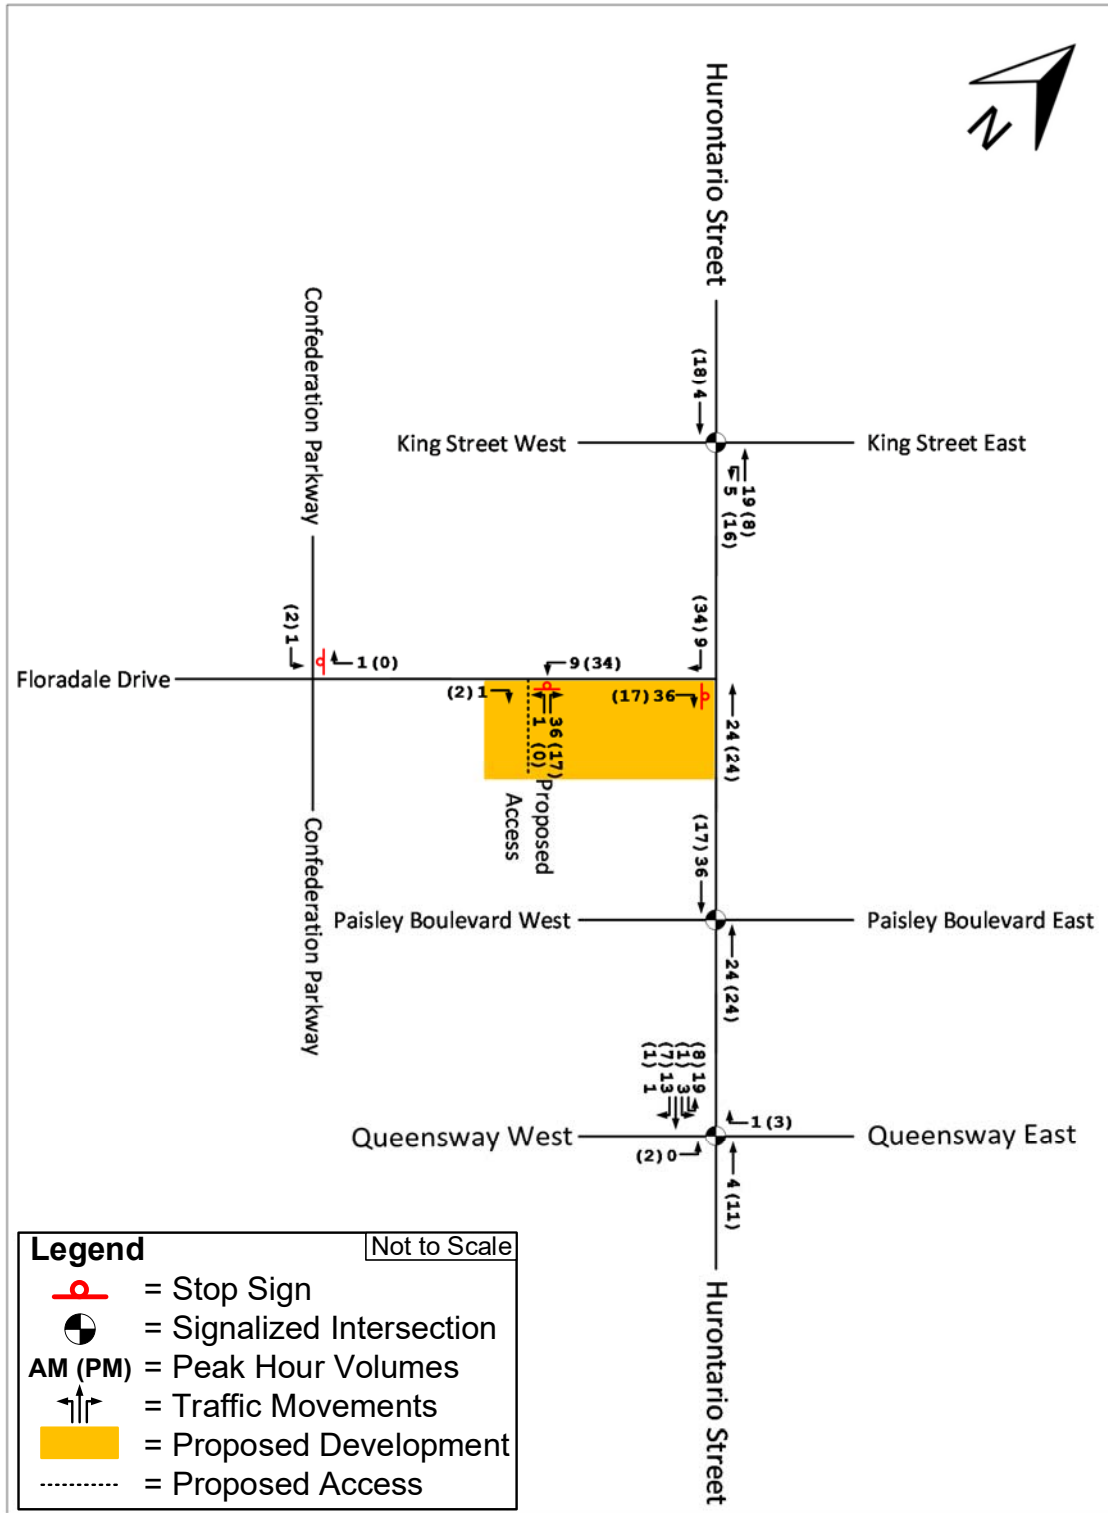 N
Hurontario Street
Confederation Parkway
(18) 4
King Street West
King Street East
19 (8)
5 (16)
(34) 9
(2) 1
1 (0)
9 (34)
Floradale Drive
(2) 1
(17) 36
36 (17)
1 (0)
24 (24)
Proposed
Access
(17) 36
Confederation Parkway
Paisley Boulevard West
Paisley Boulevard East
24 (24)
(8) 19
(1) 3
(7) 13
(1) 1
1 (3)
Queensway West
Queensway East
(2) 0
4 (11)
Hurontario Street
Legend
Not to Scale
= Stop Sign
= Signalized Intersection
AM (PM) = Peak Hour Volumes
= Traffic Movements
= Proposed Development
= Proposed Access